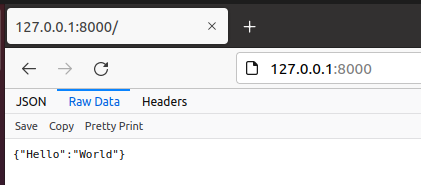 127.0.0.1:8000/
127.0.0.1:8000
JSON Raw Data Headers
Save Copy Pretty Print
{"Hello":"World"}